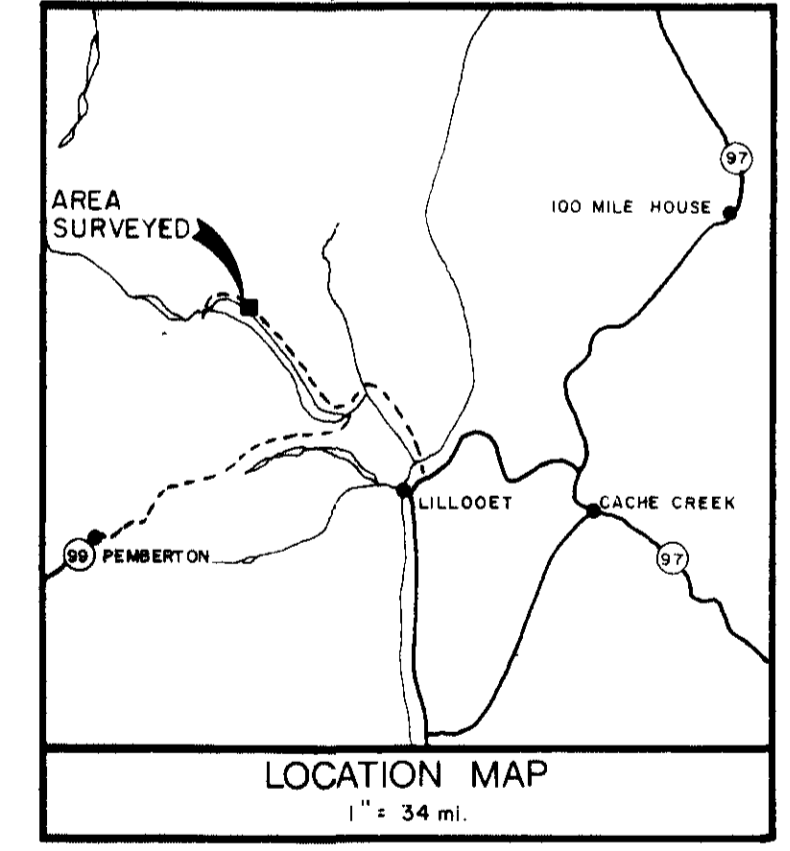 97
100 MILE HOUSE
AREA
SURVEYED
LILLOOET
CACHE CREEK
99 PEMBERTON
97
LOCATION MAP
1" = 34 mi.